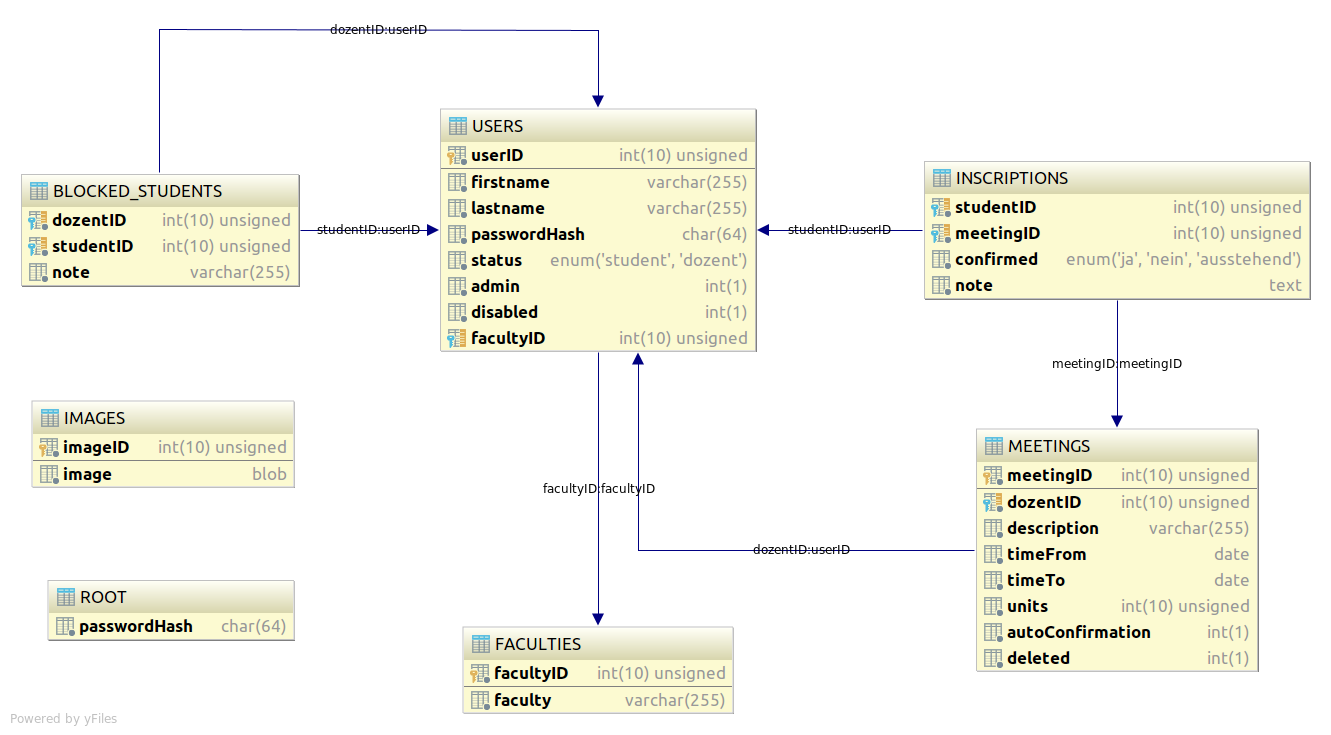 dozentID:userID
USERS
userID int(10) unsigned
firstname varchar(255)
lastname varchar(255)
passwordHash char(64)
status enum('student', 'dozent')
admin int(1)
disabled int(1)
facultyID int(10) unsigned
BLOCKED_STUDENTS
dozentID int(10) unsigned
studentID int(10) unsigned
note varchar(255)
studentID:userID
studentID:userID
INSCRIPTIONS
studentID int(10) unsigned
meetingID int(10) unsigned
confirmed enum('ja', 'nein', 'ausstehend')
note text
meetingID:meetingID
IMAGES
imageID int(10) unsigned
image blob
facultyID:facultyID
dozentID:userID
MEETINGS
meetingID int(10) unsigned
dozentID int(10) unsigned
description varchar(255)
timeFrom date
timeTo date
units int(10) unsigned
autoConfirmation int(1)
deleted int(1)
ROOT
passwordHash char(64)
FACULTIES
facultyID int(10) unsigned
faculty varchar(255)
Powered by yFiles